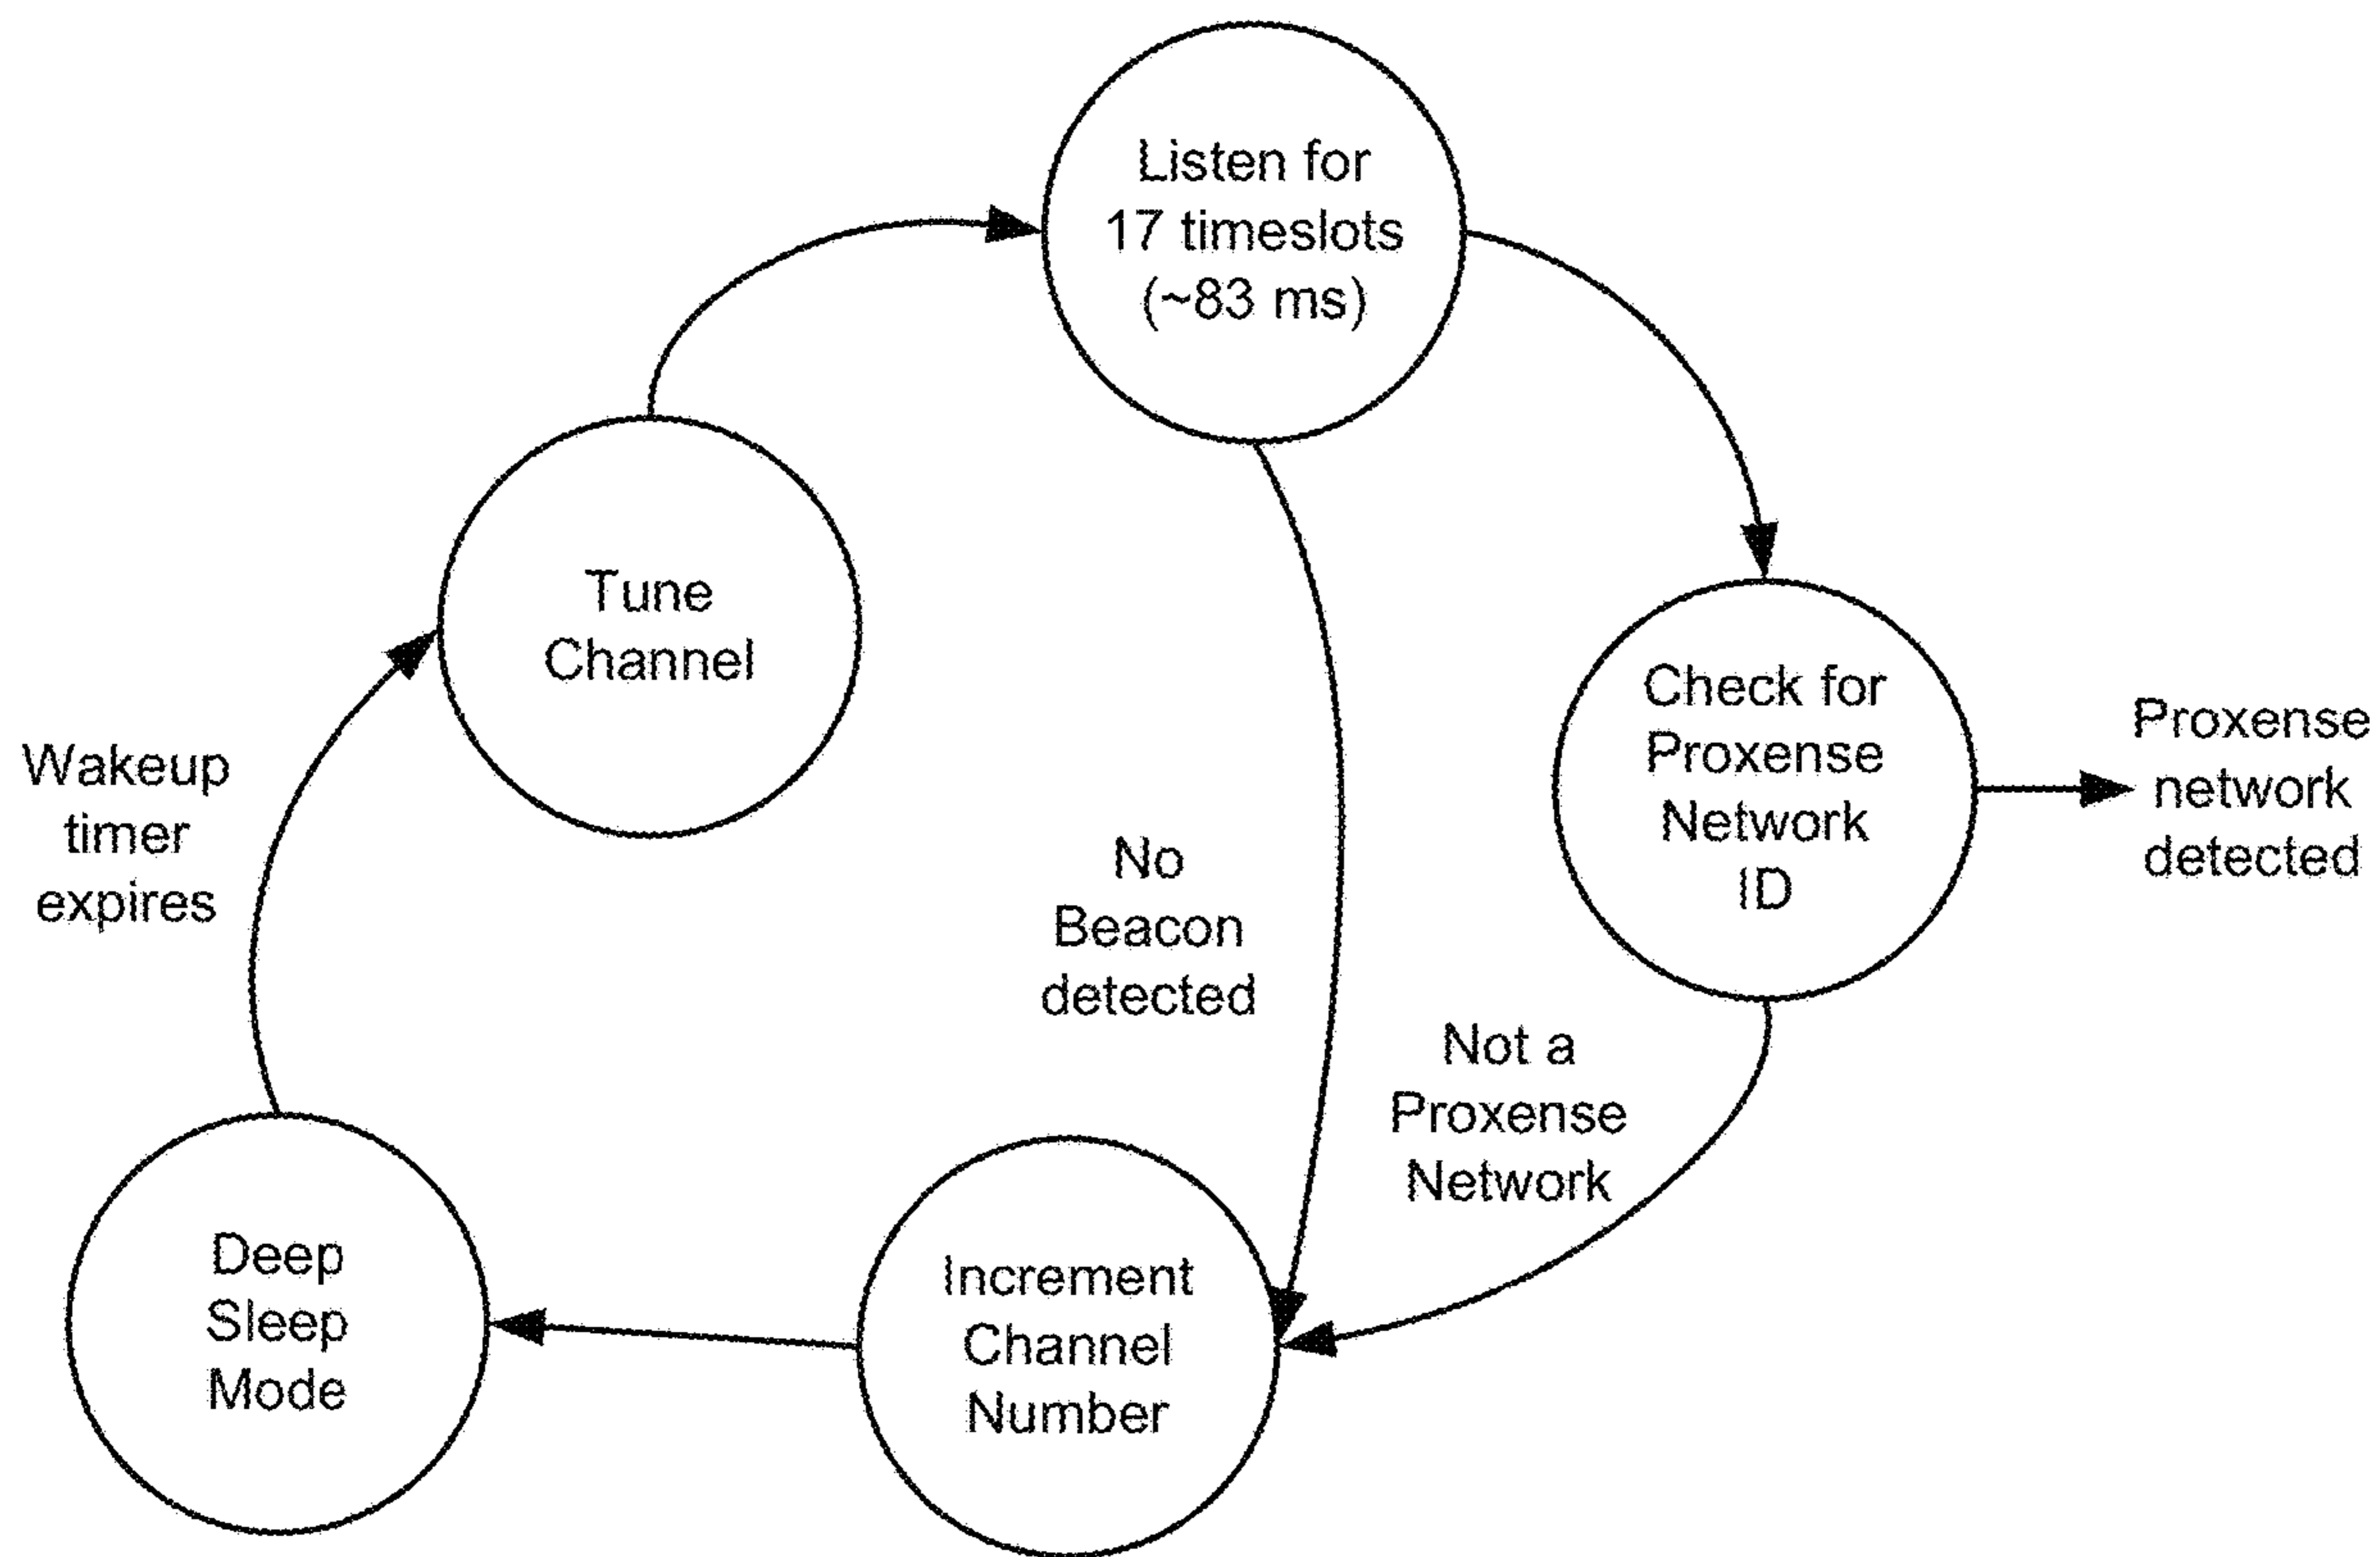 Listen for
17 timeslots
(~83 ms)
Tune
Channel
Check for
Proxense
Network
ID
Proxense
network
detected
Wakeup
timer
expires
No
Beacon
detected
Not a
Proxense
Network
Deep
Sleep
Mode
Increment
Channel
Number